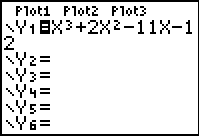 Plot1 Plot2 Plot3
\Y₁=X³+2X²-11X-1
2
\Y₂=
\Y₃=
\Y₄=
\Y₅=
\Y₆=